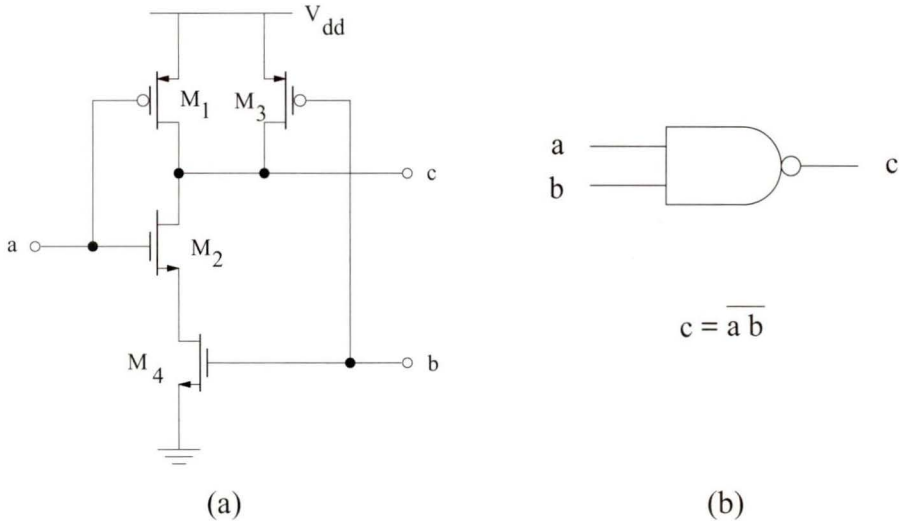 V_dd
M_1
M_3
c
a
M_2
M_4
b
(a)
a
b
c
c = \overline{a b}
(b)